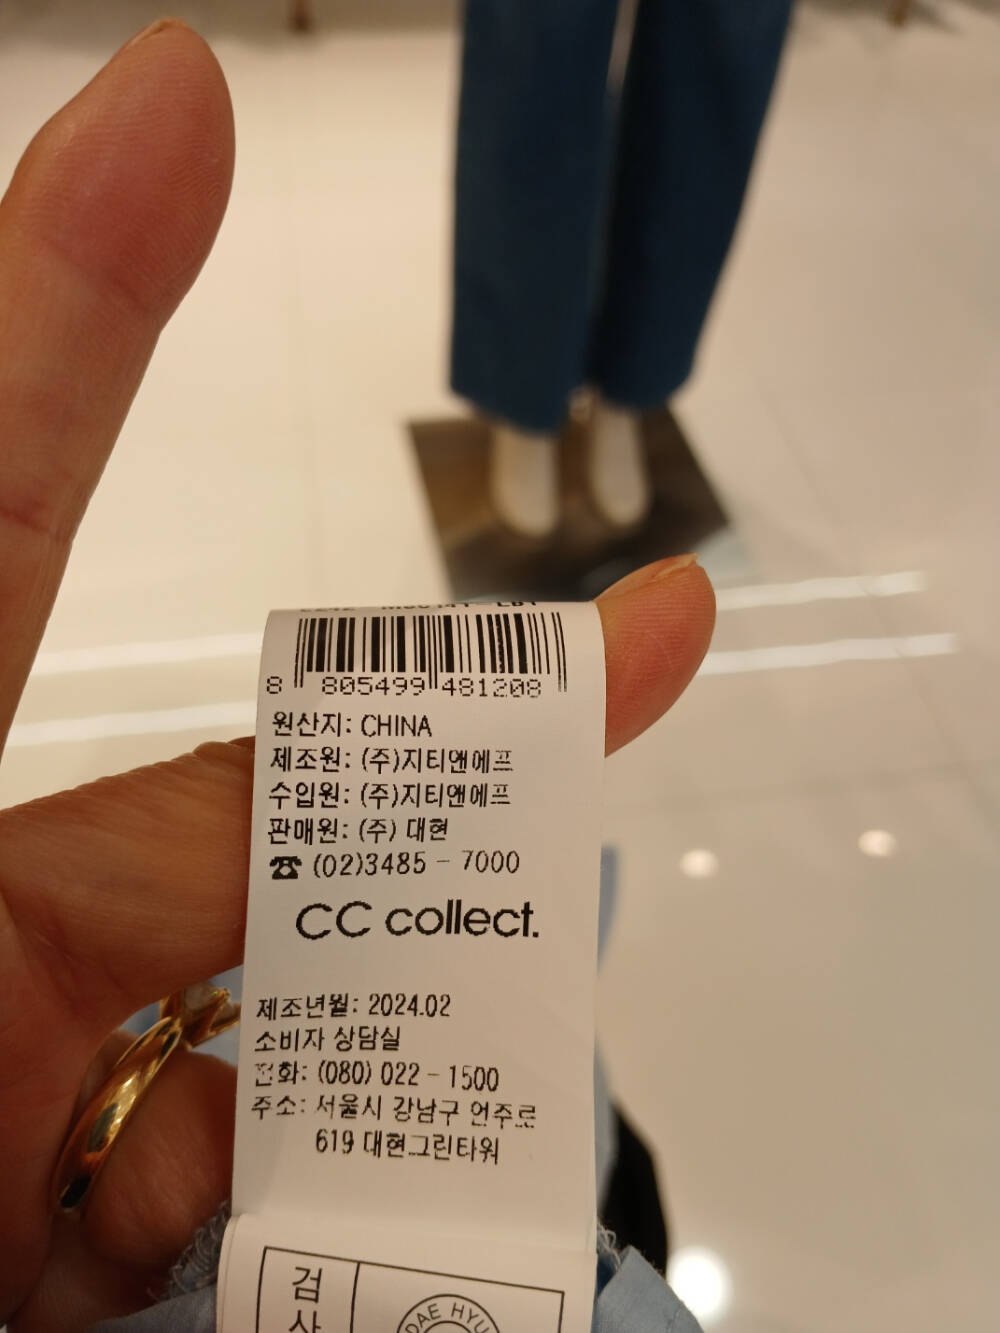 8 805499 481208
원산지: CHINA
제조원: (주)지티앤에프
수입원: (주)지티앤에프
판매원: (주) 대현
☎ (02)3485 - 7000
CC collect.
제조년월: 2024.02
소비자 상담실
전화: (080) 022 - 1500
주소: 서울시 강남구 언주로
619 대현그린타워
검
사
DAE HYU